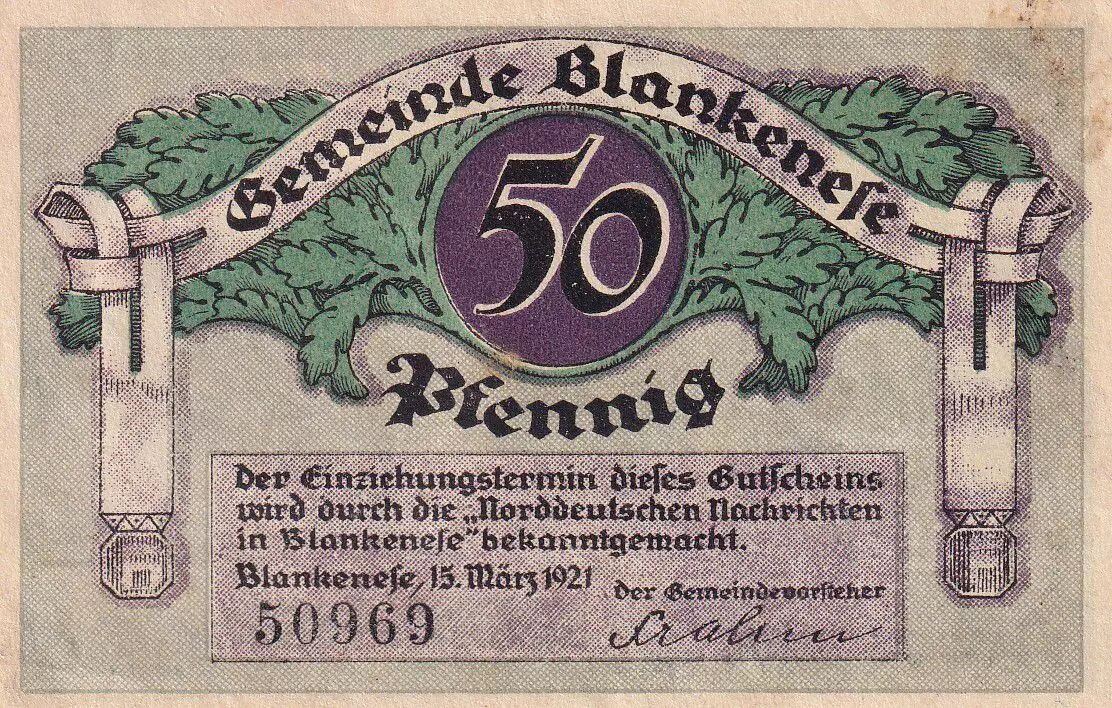 Gemeinde Blankenese
50
Pfennig
Der Einziehungstermin dieses Gutscheins
wird durch die „Norddeutschen Nachrichten
in Blankenese" bekanntgemacht.
Blankenese, 15. März 1921
der Gemeindevorsteher
50969